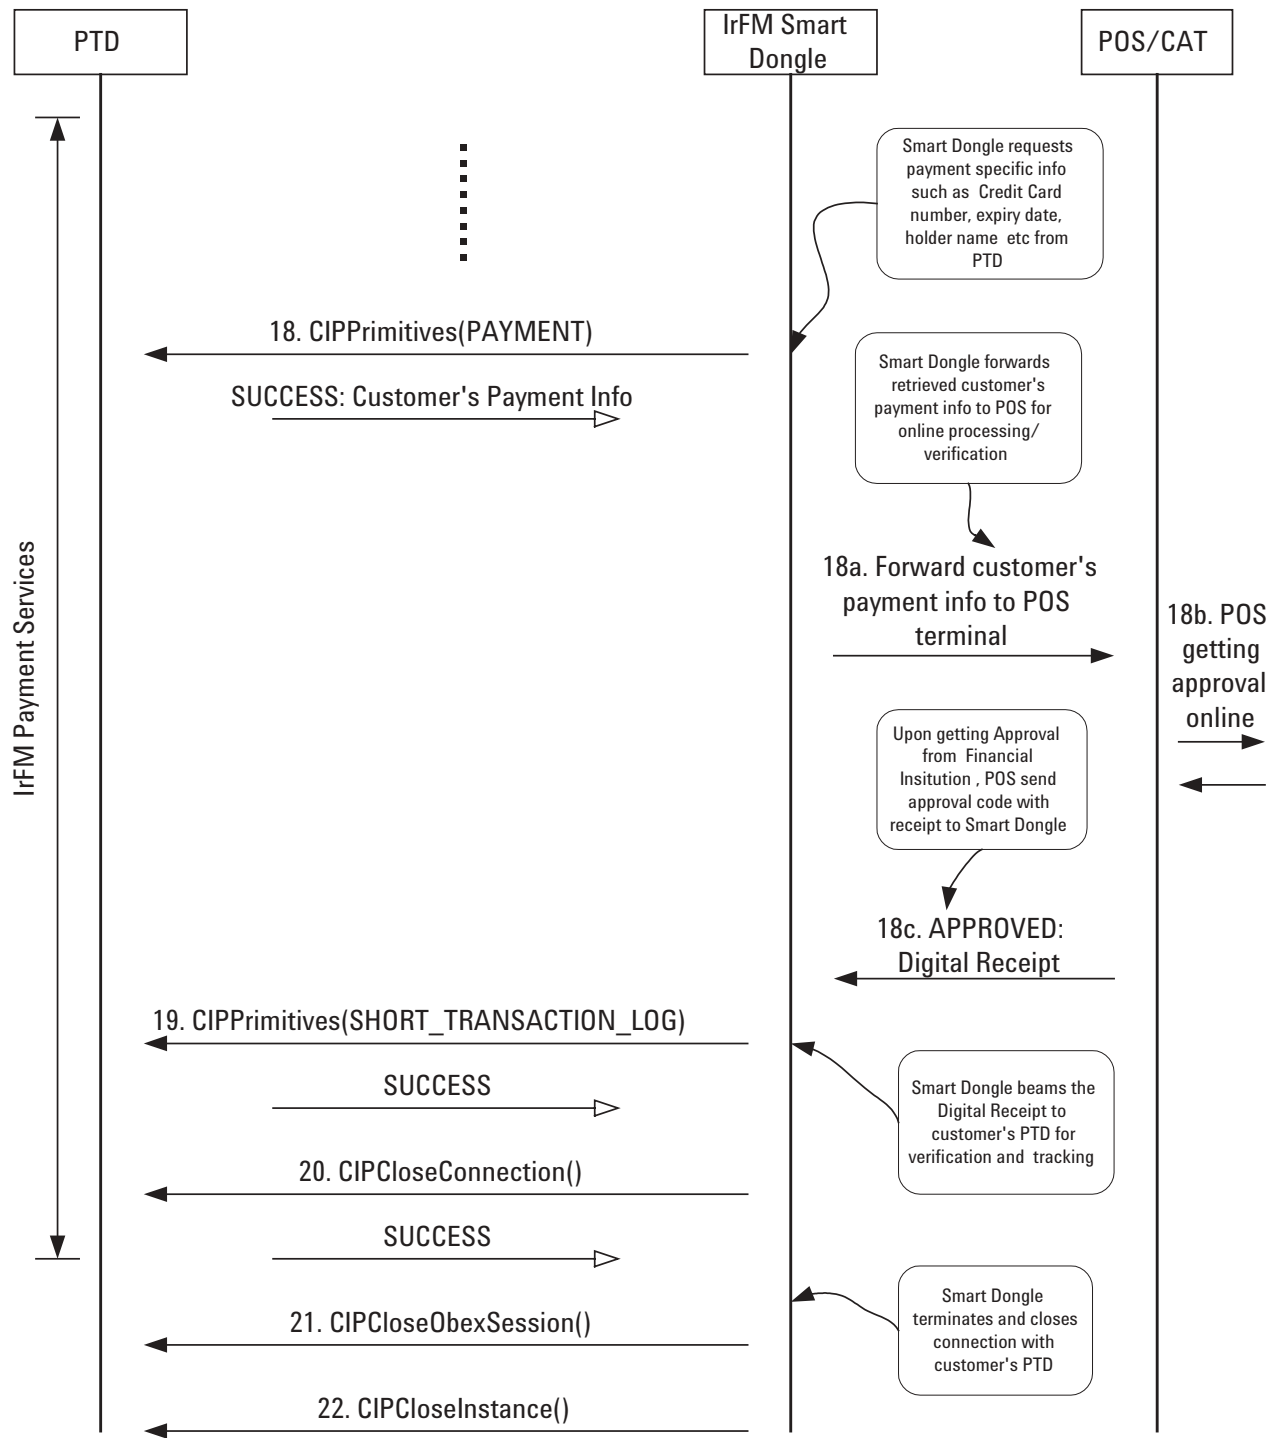 PTD
IrFM Smart
Dongle
POS/CAT
Smart Dongle requests
payment specific info
such as Credit Card
number, expiry date,
holder name etc from
PTD
18. CIPPrimitives(PAYMENT)
SUCCESS: Customer's Payment Info
Smart Dongle forwards
retrieved customer's
payment info to POS for
online processing/
verification
IrFM Payment Services
18a. Forward customer's
payment info to POS
terminal
18b. POS
getting
approval
online
Upon getting Approval
from Financial
Insitution , POS send
approval code with
receipt to Smart Dongle
18c. APPROVED:
Digital Receipt
19. CIPPrimitives(SHORT_TRANSACTION_LOG)
SUCCESS
Smart Dongle beams the
Digital Receipt to
customer's PTD for
verification and tracking
20. CIPCloseConnection()
SUCCESS
Smart Dongle
terminates and closes
connection with
customer's PTD
21. CIPCloseObexSession()
22. CIPCloseInstance()